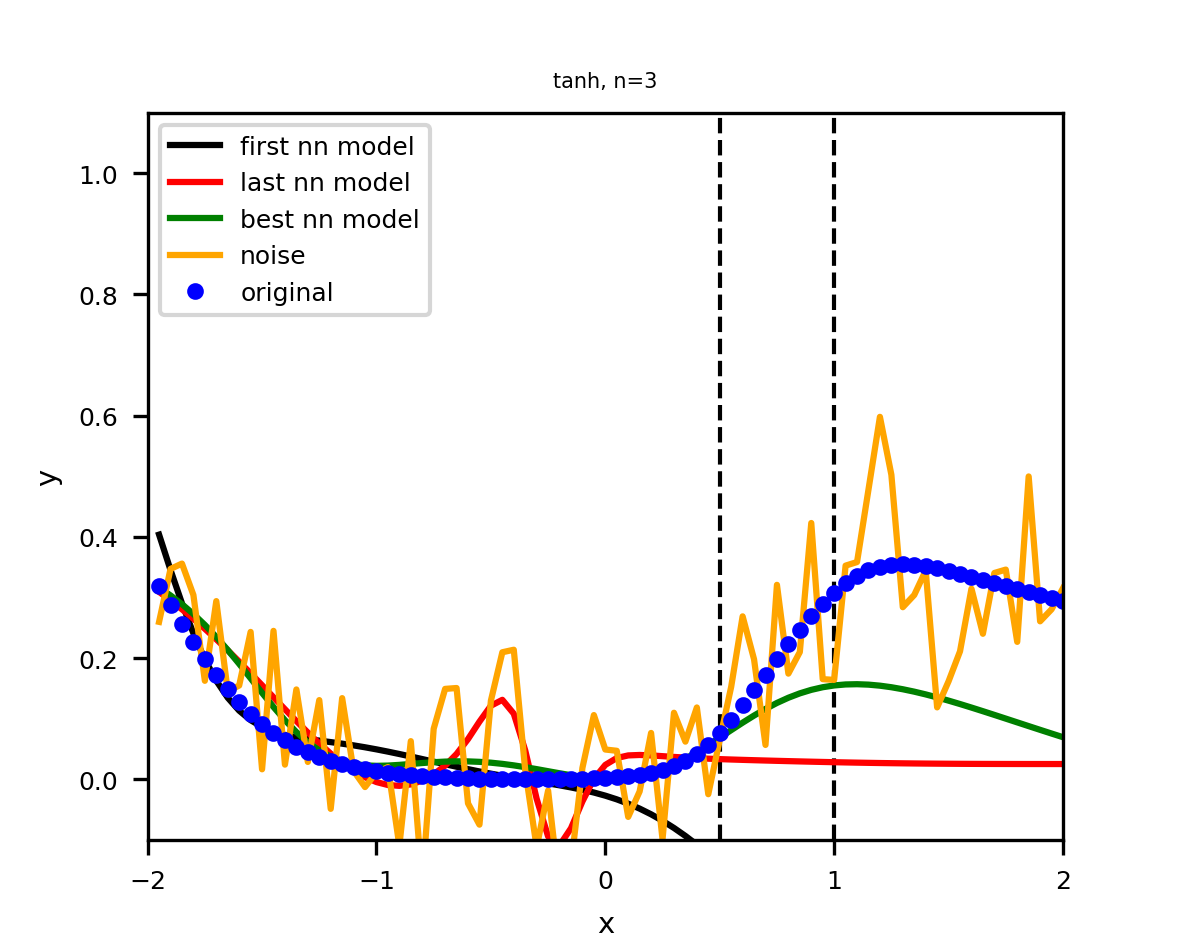 tanh, n=3
first nn model
last nn model
best nn model
noise
original
1.0
0.8
0.6
0.4
0.2
0.0
y
−2 −1 0 1 2
x